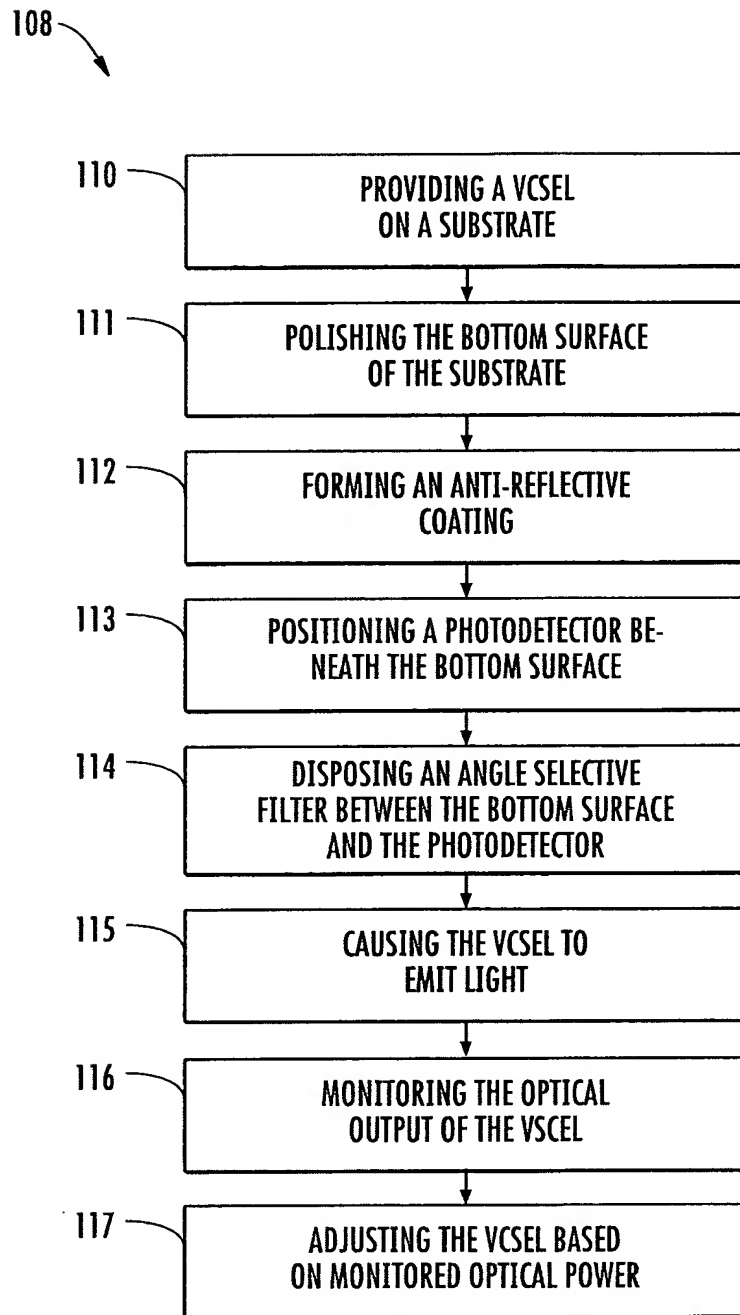 108
110
PROVIDING A VCSEL
ON A SUBSTRATE
111
POLISHING THE BOTTOM SURFACE
OF THE SUBSTRATE
112
FORMING AN ANTI-REFLECTIVE
COATING
113
POSITIONING A PHOTODETECTOR BE-
NEATH THE BOTTOM SURFACE
114
DISPOSING AN ANGLE SELECTIVE
FILTER BETWEEN THE BOTTOM SURFACE
AND THE PHOTODETECTOR
115
CAUSING THE VCSEL TO
EMIT LIGHT
116
MONITORING THE OPTICAL
OUTPUT OF THE VSCEL
117
ADJUSTING THE VCSEL BASED
ON MONITORED OPTICAL POWER